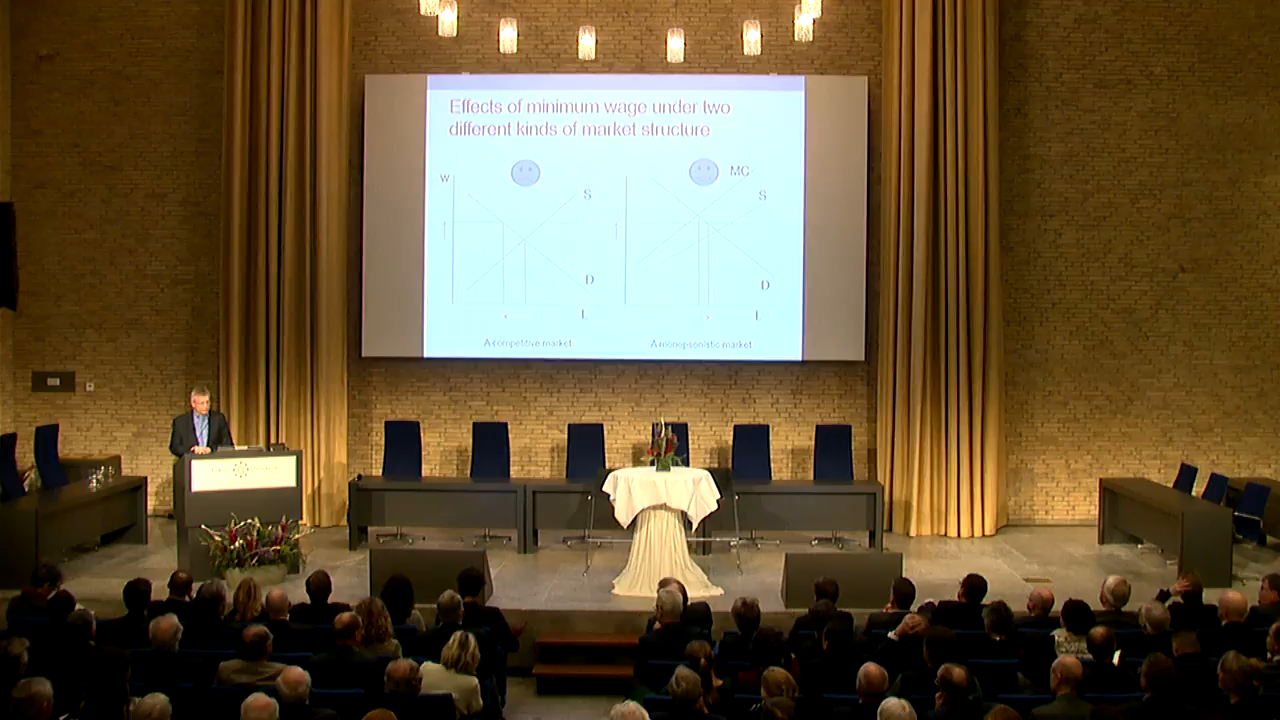 Effects of minimum wage under two
different kinds of market structure
W
S
D
L
A competitive market
MC
S
D
L
A monopsonistic market